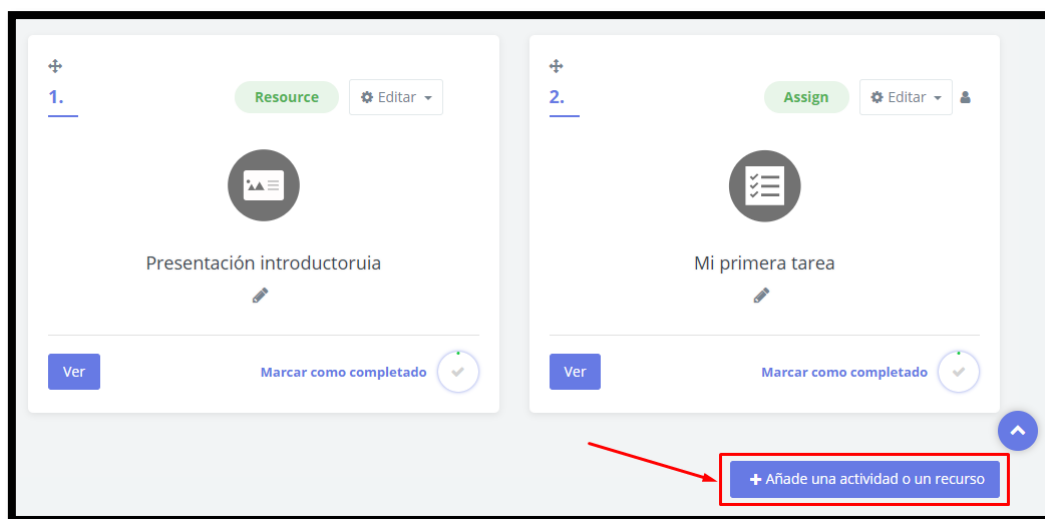 1.
Resource
Editar
Presentación introductoruia
Ver
Marcar como completado
2.
Assign
Editar
Mi primera tarea
Ver
Marcar como completado
+ Añade una actividad o un recurso